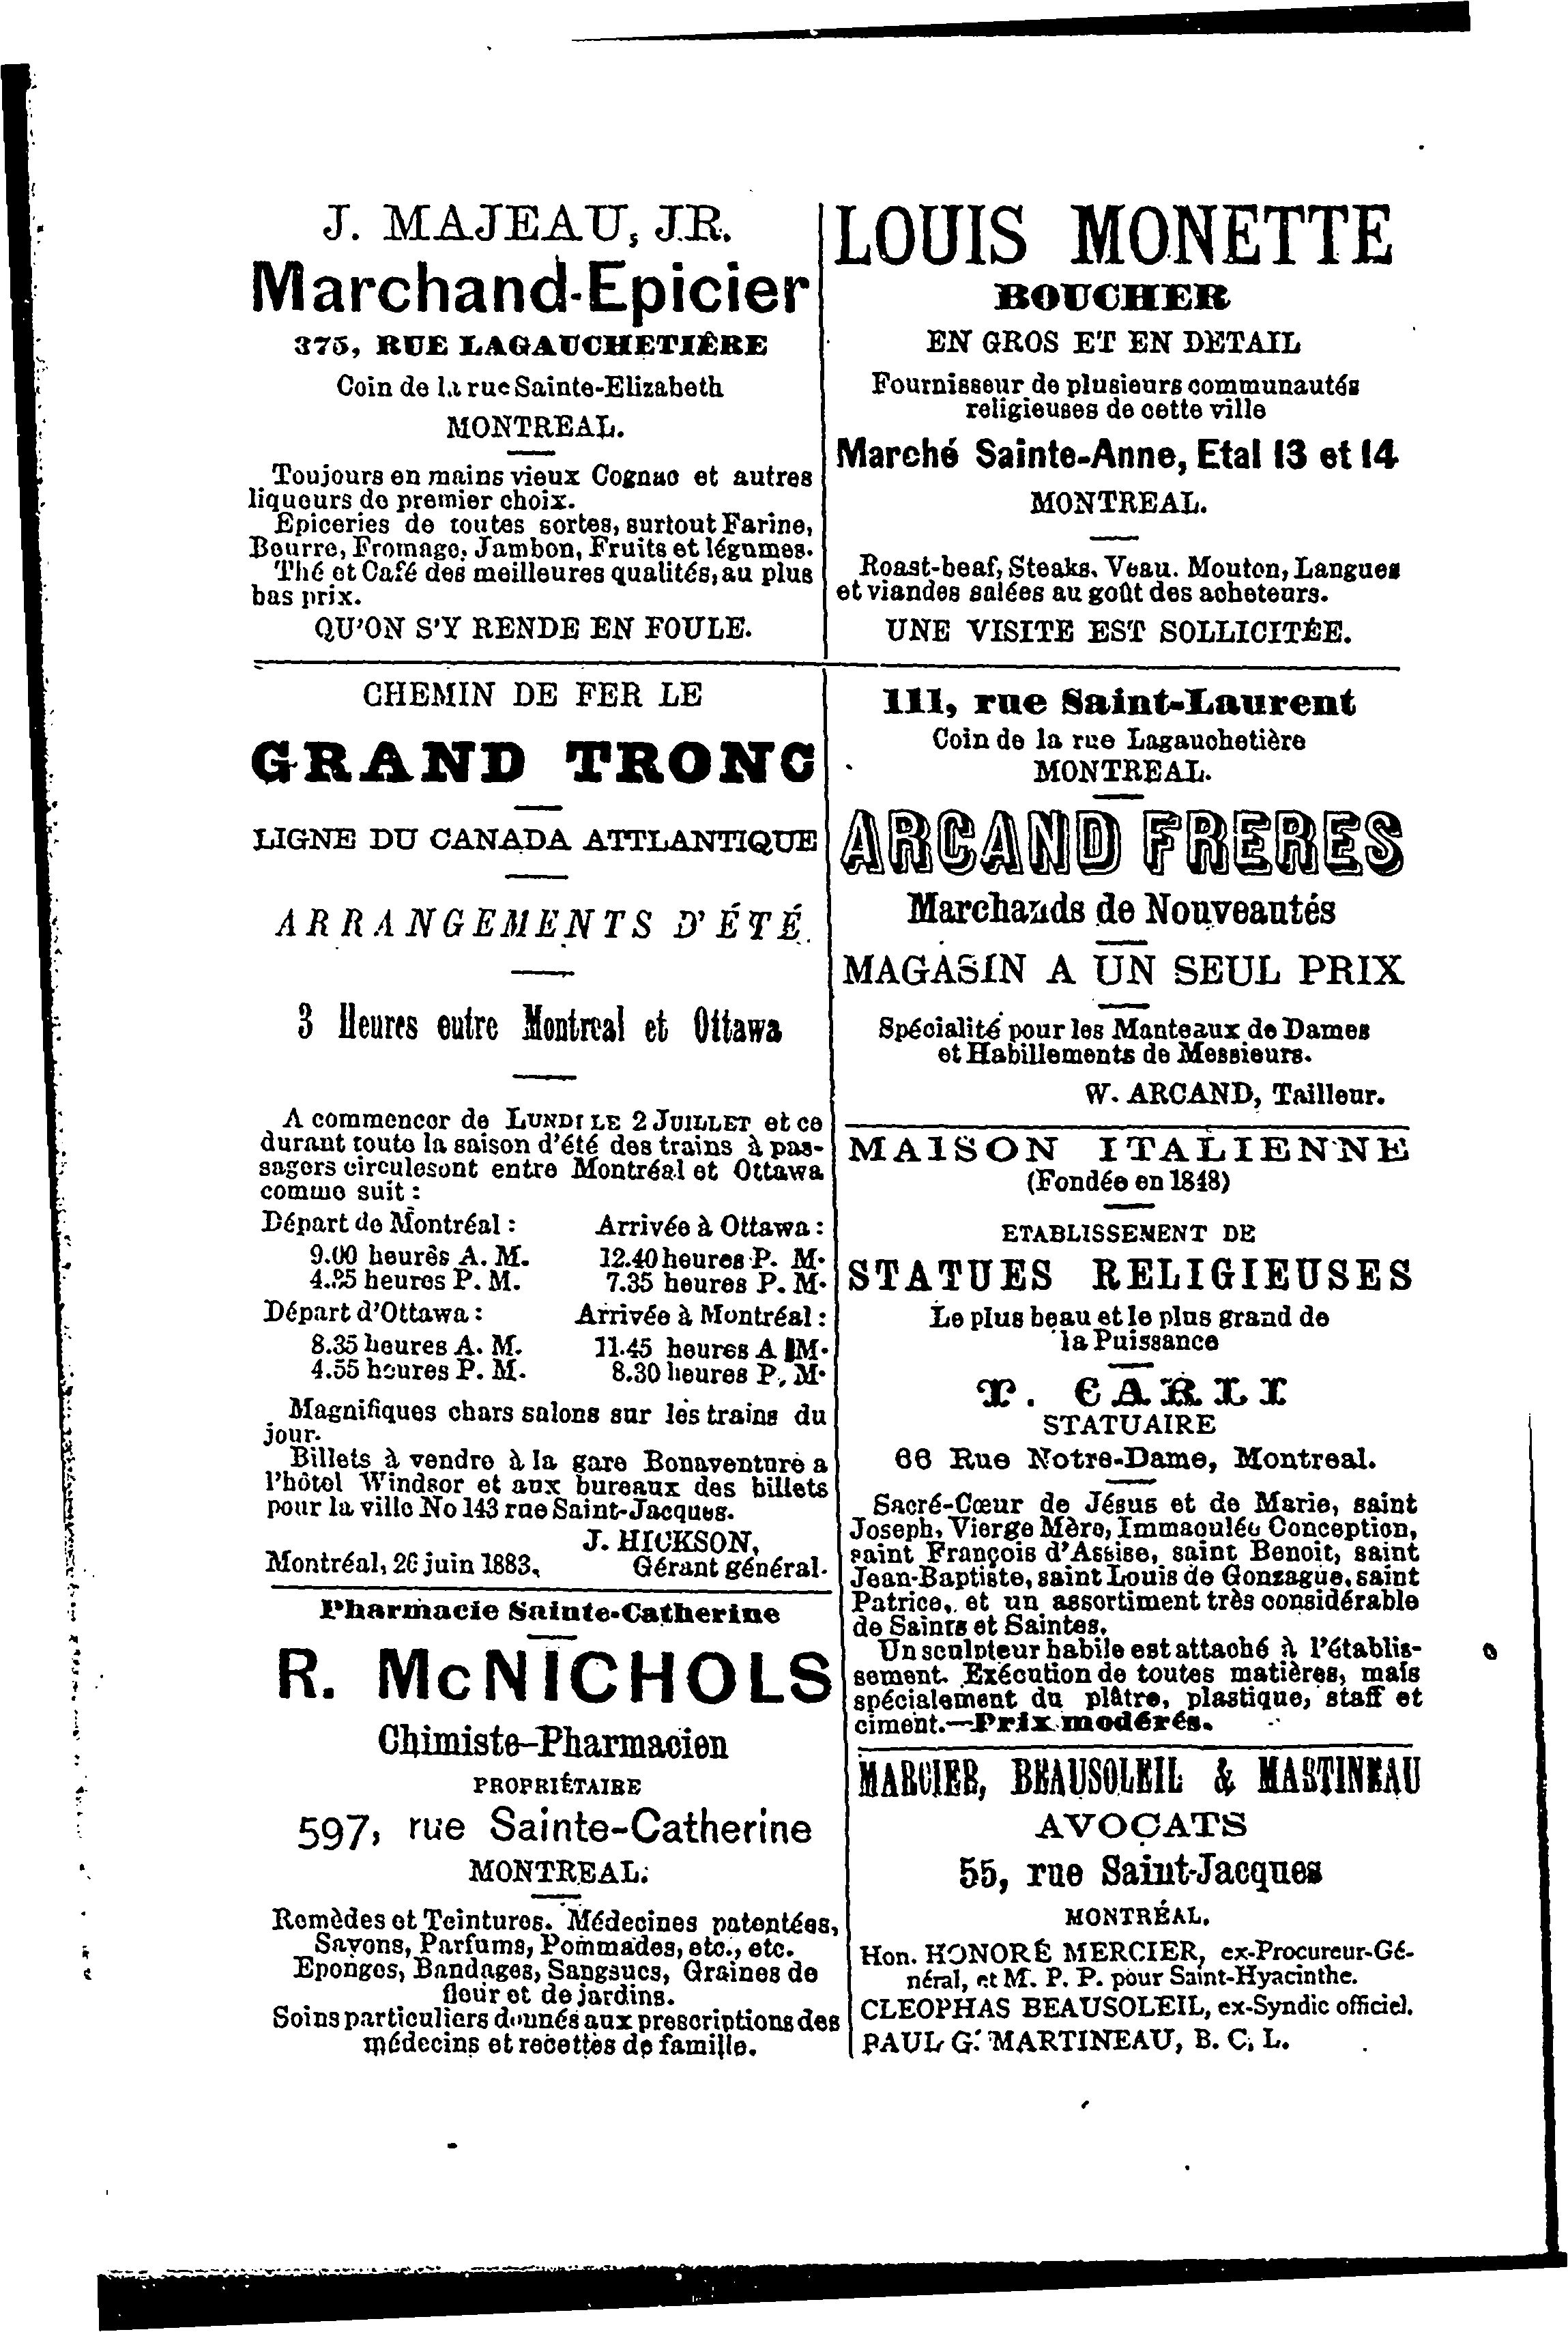 J. MAJEAU, JR.
Marchand-Epicier
375, RUE LAGAUCHETIÈRE
Coin de la rue Sainte-Elizabeth
MONTREAL.
Toujours en mains vieux Cognac et autres
liqueurs de premier choix.
Epiceries de toutes sortes, surtout Farine,
Beurre, Fromage, Jambon, Fruits et légumes.
Thé et Café des meilleures qualités, au plus
bas prix.
QU'ON S'Y RENDE EN FOULE.
CHEMIN DE FER LE
GRAND TRONC
LIGNE DU CANADA ATTLANTIQUE
ARRANGEMENTS D'ÉTÉ.
3 Heures entre Montreal et Ottawa
A commencer de LUNDI LE 2 JUILLET et ce
durant toute la saison d'été des trains à pas-
sagers circulesont entre Montréal et Ottawa
comme suit :
Départ de Montréal : Arrivée à Ottawa :
9.00 heurês A. M. 12.40 heures P. M.
4.25 heures P. M. 7.35 heures P. M.
Départ d'Ottawa : Arrivée à Montréal :
8.35 heures A. M. 11.45 heures A M.
4.55 heures P. M. 8.30 heures P. M.
Magnifiques chars salons sur les trains du
jour.
Billets à vendre à la gare Bonaventure a
l'hôtel Windsor et aux bureaux des billets
pour la ville No 143 rue Saint-Jacques.
J. HICKSON,
Montréal, 26 juin 1883. Gérant général.
Pharmacie Sainte-Catherine
R. McNICHOLS
Chimiste-Pharmacien
PROPRIÉTAIRE
597, rue Sainte-Catherine
MONTREAL.
Remèdes et Teintures. Médecines patentées,
Savons, Parfums, Pommades, etc., etc.
Eponges, Bandages, Sangsues, Graines de
fleur et de jardins.
Soins particuliers donnés aux prescriptions des
médecins et recettes de famille.
LOUIS MONETTE
BOUCHER
EN GROS ET EN DETAIL
Fournisseur de plusieurs communautés
religieuses de cette ville
Marché Sainte-Anne, Etal 13 et 14
MONTREAL.
Roast-beaf, Steaks, Veau. Mouton, Langues
et viandes salées au goût des acheteurs.
UNE VISITE EST SOLLICITÉE.
111, rue Saint-Laurent
Coin de la rue Lagauchetière
MONTREAL.
ARCAND FRERES
Marchands de Nouveautés
MAGASIN A UN SEUL PRIX
Spécialité pour les Manteaux de Dames
et Habillements de Messieurs.
W. ARCAND, Tailleur.
MAISON ITALIENNE
(Fondée en 1848)
ETABLISSEMENT DE
STATUES RELIGIEUSES
Le plus beau et le plus grand de
la Puissance
T. CARLI
STATUAIRE
66 Rue Notre-Dame, Montreal.
Sacré-Cœur de Jésus et de Marie, saint
Joseph, Vierge Mère, Immaculée Conception,
saint François d'Assise, saint Benoit, saint
Jean-Baptiste, saint Louis de Gonzague, saint
Patrice, et un assortiment très considérable
de Saints et Saintes.
Un sculpteur habile est attaché à l'établis-
sement. Exécution de toutes matières, mais
spécialement du plâtre, plastique, staff et
ciment.—Prix modérés.
MARCIER, BEAUSOLEIL & MASTINEAU
AVOCATS
55, rue Saint-Jacques
MONTRÉAL.
Hon. HONORÉ MERCIER, ex-Procureur-Gé-
néral, et M. P. P. pour Saint-Hyacinthe.
CLEOPHAS BEAUSOLEIL, ex-Syndic officiel.
PAUL G. MARTINEAU, B. C. L.